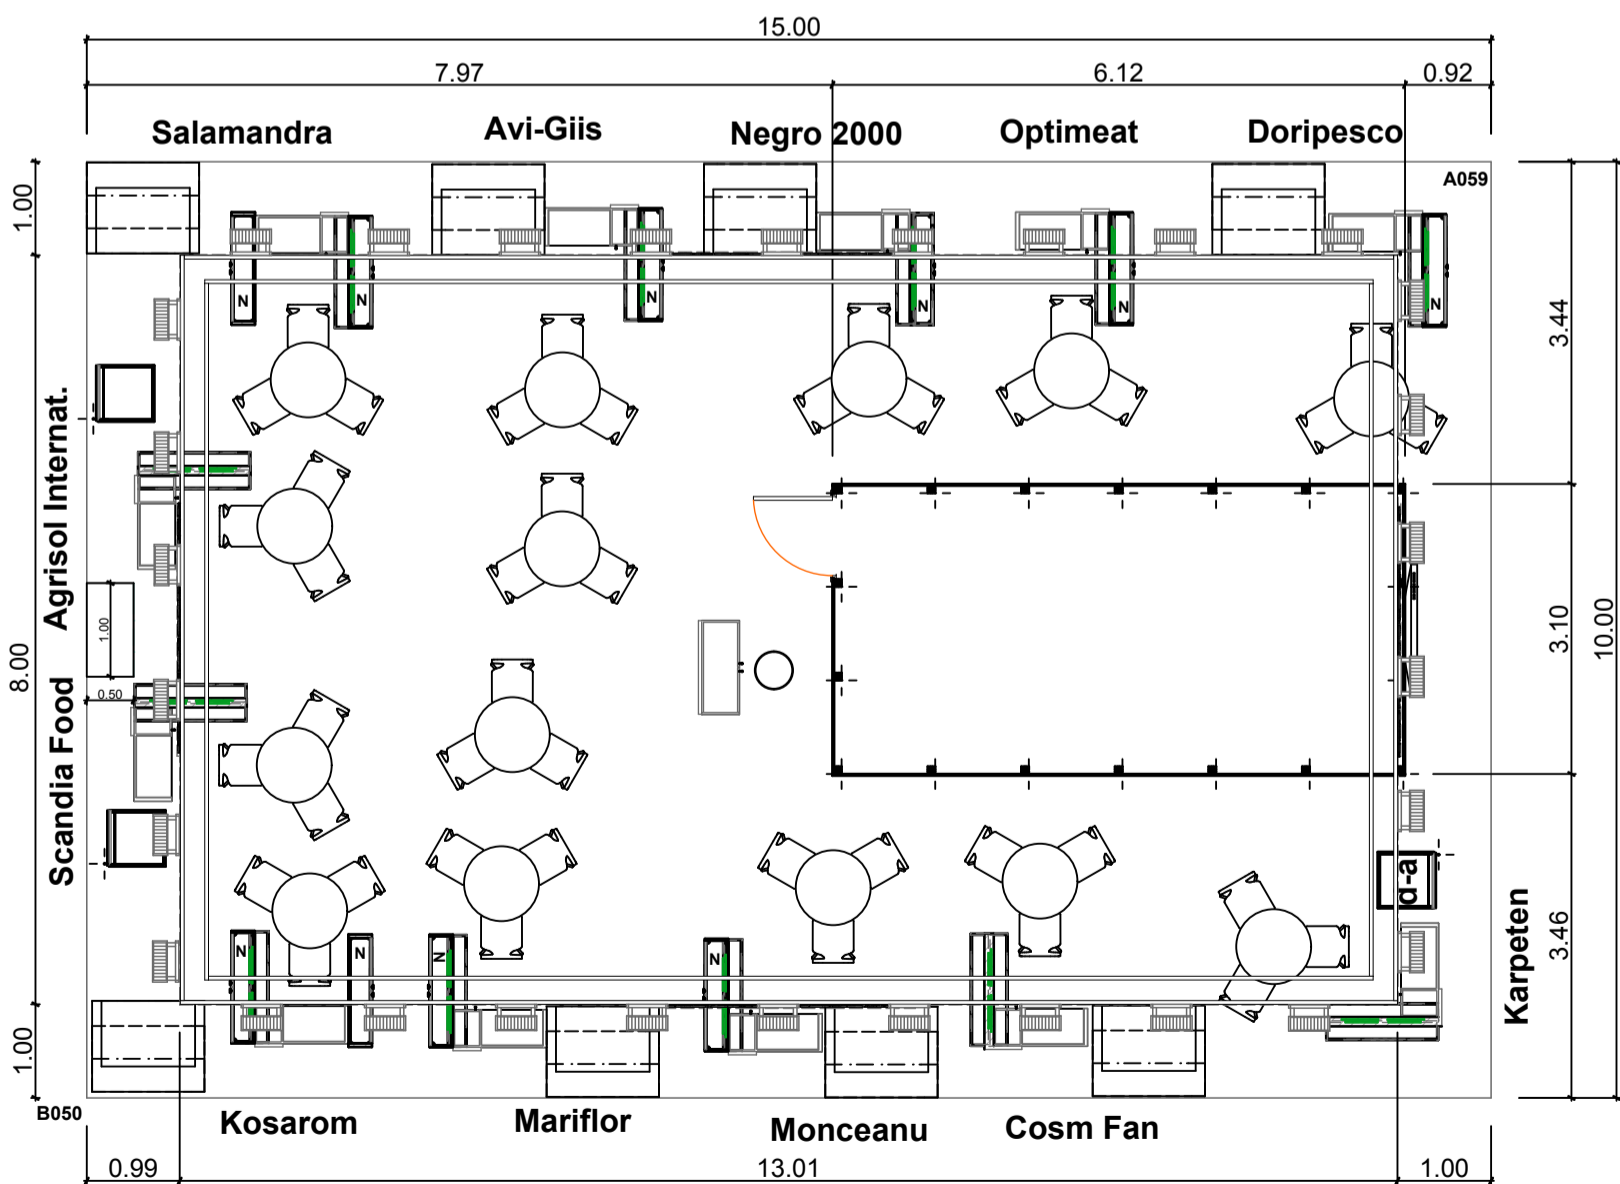 15.00
7.97
6.12
0.92
Salamandra
Avi-Giis
Negro 2000
Optimeat
Doripesco
A059
1.00
N
N
N
N
N
N
3.44
Agrisol Internat.
1.00
8.00
3.10
10.00
0.50
Scandia Food
d-a
3.46
Karpeten
N
N
N
N
1.00
B050
Kosarom
Mariflor
Monceanu
Cosm Fan
0.99
13.01
1.00